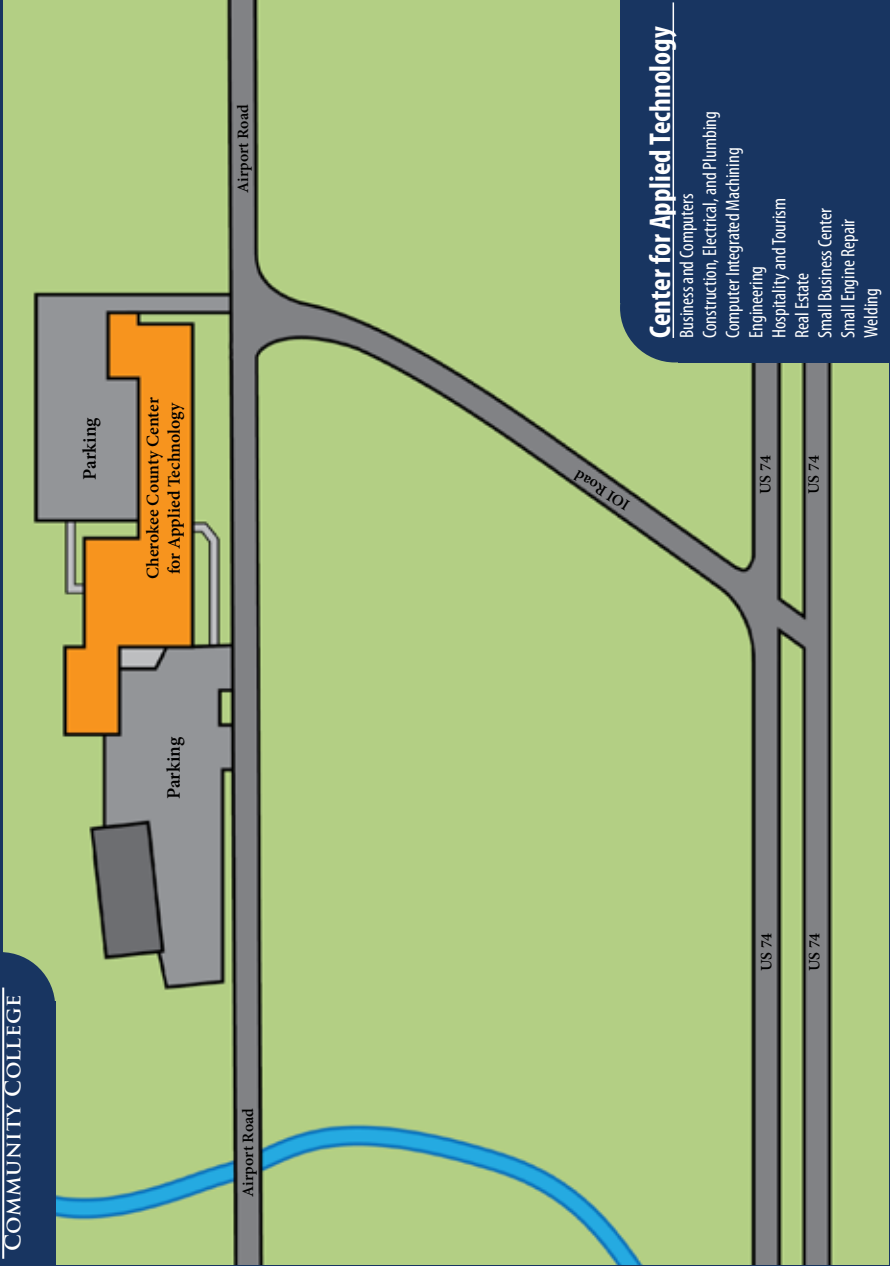 COMMUNITY COLLEGE
Parking
Cherokee County Center
for Applied Technology
Parking
Airport Road
Airport Road
IOI Road
US 74
US 74
US 74
US 74
Center for Applied Technology
Business and Computers
Construction, Electrical, and Plumbing
Computer Integrated Machining
Engineering
Hospitality and Tourism
Real Estate
Small Business Center
Small Engine Repair
Welding